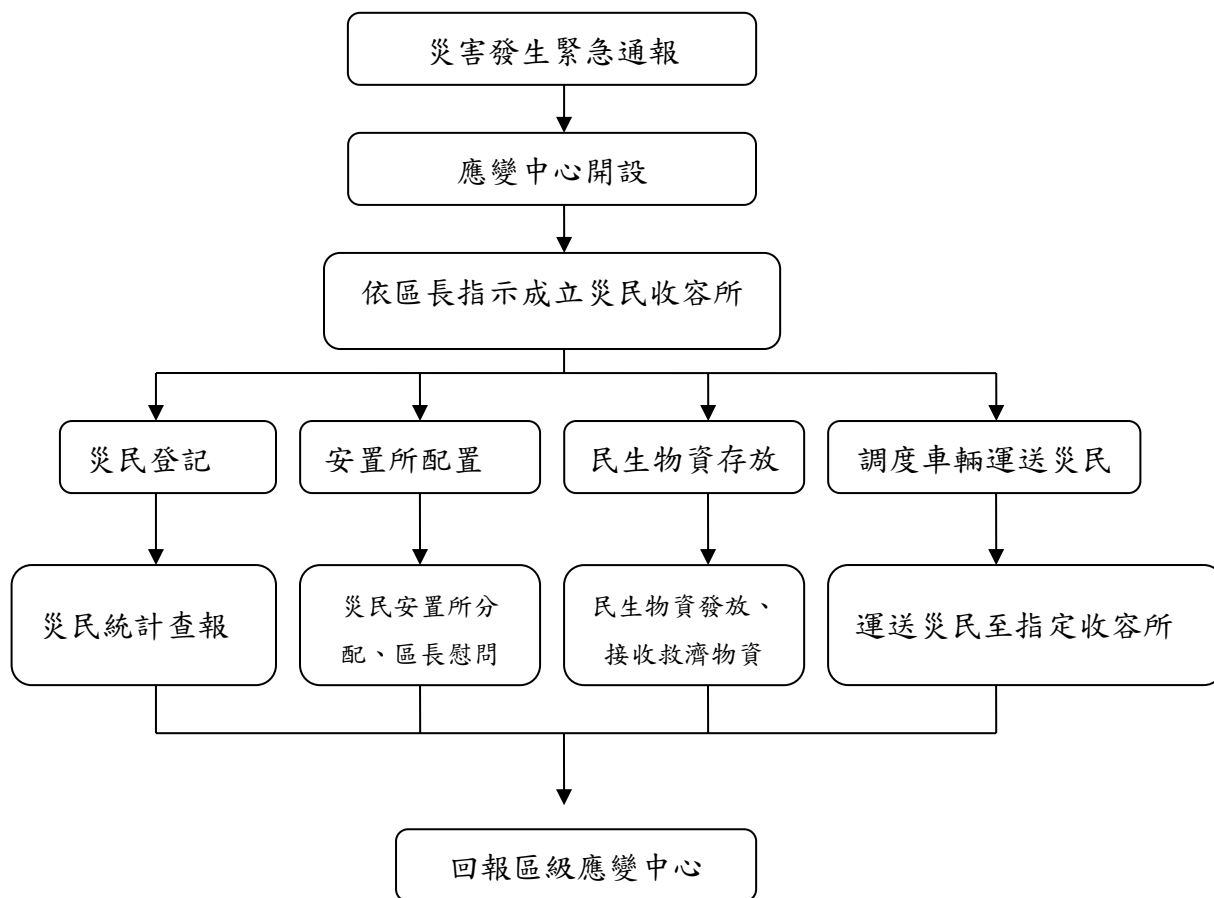 災害發生緊急通報
應變中心開設
依區長指示成立災民收容所
災民登記
安置所配置
民生物資存放
調度車輛運送災民
災民統計查報
災民安置所分
配、區長慰問
民生物資發放、
接收救濟物資
運送災民至指定收容所
回報區級應變中心